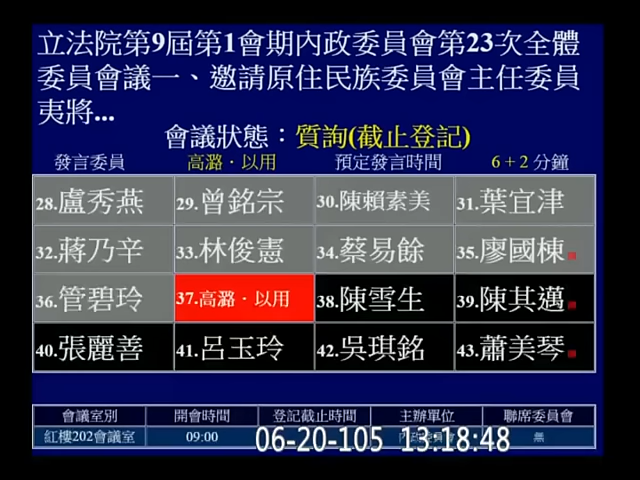 立法院第9屆第1會期內政委員會第23次全體
委員會議一、邀請原住民族委員會主任委員
夷將...
會議狀態：質詢(截止登記)
發言委員 高潞．以用 預定發言時間 6+2分鐘
28.盧秀燕 29.曾銘宗 30.陳賴素美 31.葉宜津
32.蔣乃辛 33.林俊憲 34.蔡易餘 35.廖國棟
36.管碧玲 37.高潞．以用 38.陳雪生 39.陳其邁
40.張麗善 41.呂玉玲 42.吳琪銘 43.蕭美琴
會議室別 開會時間 登記截止時間 主辦單位 聯席委員會
紅樓202會議室 09:00 06-20-105 13:18:48 無